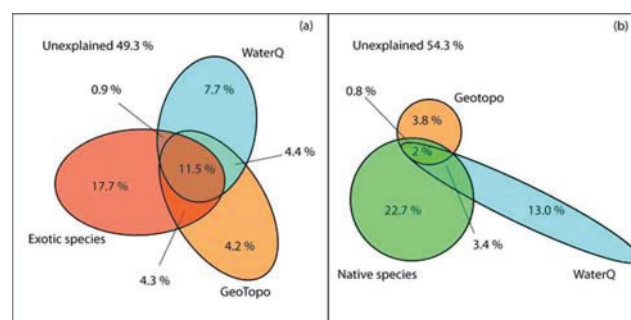 (a)
Unexplained 49.3 %
WaterQ
0.9 %
7.7 %
4.4 %
11.5 %
17.7 %
Exotic species
4.2 %
4.3 %
GeoTopo
(b)
Unexplained 54.3 %
0.8 %
Geotopo
3.8 %
2 %
22.7 %
13.0 %
3.4 %
Native species
WaterQ